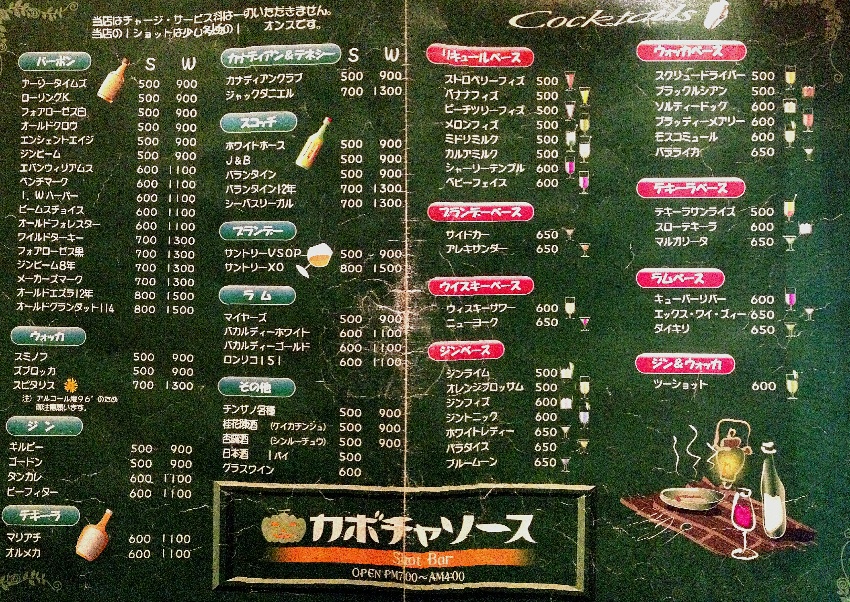 当店はチャージ・サービス料は一切いただきません。
当店の1ショットは少し多めの1 オンスです。
バーボン S W
アーリータイムズ 500 900
ローリングK 500 900
フォアローゼス白 500 900
オールドクロウ 500 900
エンシェントエイジ 500 900
ジンビーム 500 900
エバンウィリアムス 600 1100
ベンチマーク 600 1100
I.W.ハーパー 600 1100
ビームスチョイス 600 1100
オールドフォレスター 600 1100
ワイルドターキー 700 1300
フォアローゼス黒 700 1300
ジンビーム8年 700 1300
メーカーズマーク 700 1300
オールドエズラ12年 800 1500
オールドグランダット114 800 1500
ウォッカ
スミノフ 500 900
ズブロッカ 500 900
スピタリス 700 1300
注)アルコール度96°のため
御注意願います。
ジン
ギルビー 500 900
ゴードン 500 900
タンカレ 600 1100
ビーフィター 600 1100
テキーラ
マリアチ 600 1100
オルメカ 600 1100
カナディアン&テネシー S W
カナディアンクラブ 500 900
ジャックダニエル 700 1300
スコッチ
ホワイトホース 500 900
J&B 500 900
バランタイン 500 900
バランタイン12年 700 1300
シーバスリーガル 700 1300
ブランデー
サントリーVSOP 500 900
サントリーXO 800 1500
ラム
マイヤーズ 500 900
バカルディーホワイト 600 1100
バカルディーゴールド 600 1100
ロンリコ151 600 1100
その他
チンザノ各種 500 900
桂花陳酒 (ケイカチンジュ) 500 900
杏露酒 (シンルーチュウ) 500 900
日本酒 1パイ 500
グラスワイン 600
Cocktails
リキュールベース
ストロベリーフィズ 500
バナナフィズ 500
ピーチツリーフィズ 500
メロンフィズ 500
ミドリミルク 500
カルアミルク 500
シャーリーテンプル 600
ベビーフェイス 600
ブランデーベース
サイドカー 650
アレキサンダー 650
ウイスキーベース
ウィスキーサワー 600
ニューヨーク 650
ジンベース
ジンライム 500
オレンジブロッサム 500
ジンフィズ 600
ジントニック 600
ホワイトレディー 650
パラダイス 650
ブルームーン 650
ウォッカベース
スクリュードライバー 500
ブラックルシアン 500
ソルティードッグ 600
ブラッディーメアリー 600
モスコミュール 600
バラライカ 650
テキーラベース
テキーラサンライズ 500
スローテキーラ 600
マルガリータ 650
ラムベース
キューバーリバー 600
エックス・ワイ・ズィー 650
ダイキリ 650
ジン&ウォッカ
ツーショット 600
カボチャソース
Shot Bar
OPEN PM7:00〜AM4:00